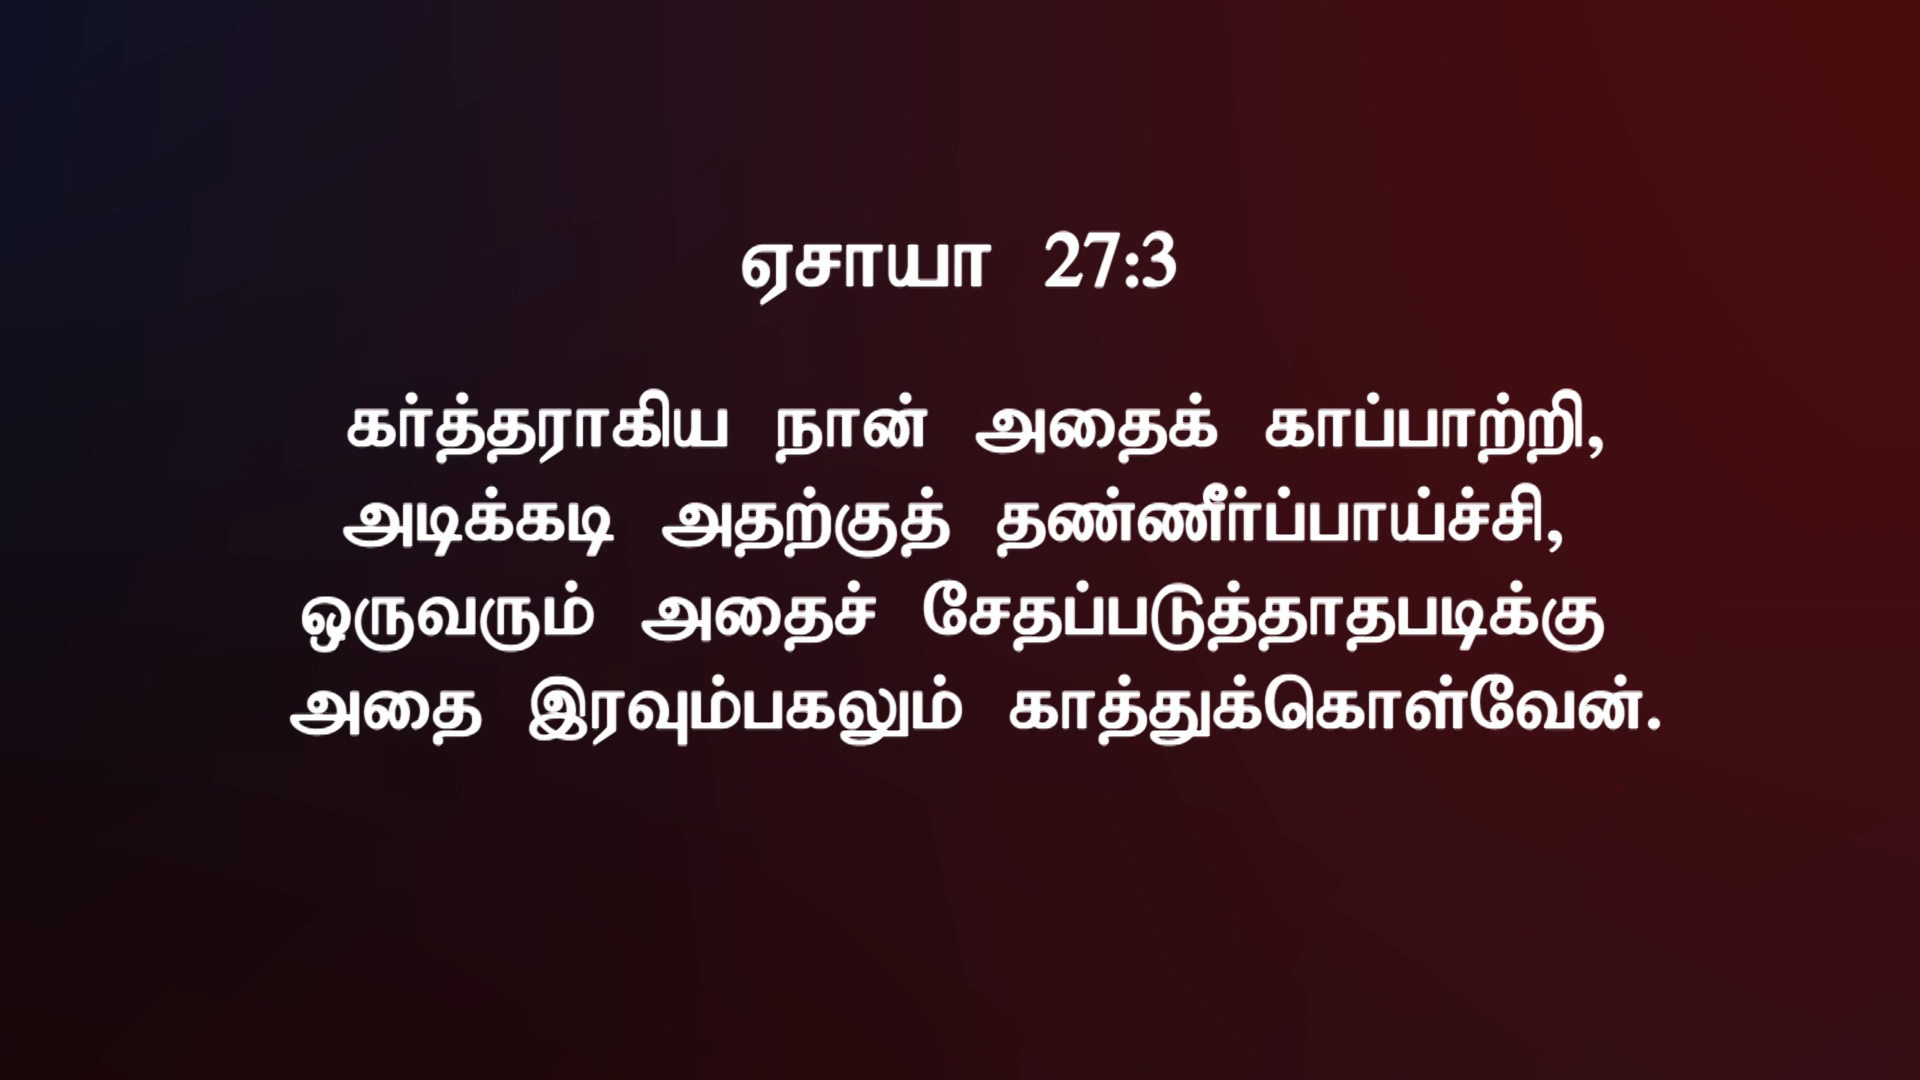 ஏசாயா 27:3
கர்த்தராகிய நான் அதைக் காப்பாற்றி,
அடிக்கடி அதற்குத் தண்ணீர்ப்பாய்ச்சி,
ஒருவரும் அதைச் சேதப்படுத்தாதபடிக்கு
அதை இரவும்பகலும் காத்துக்கொள்வேன்.